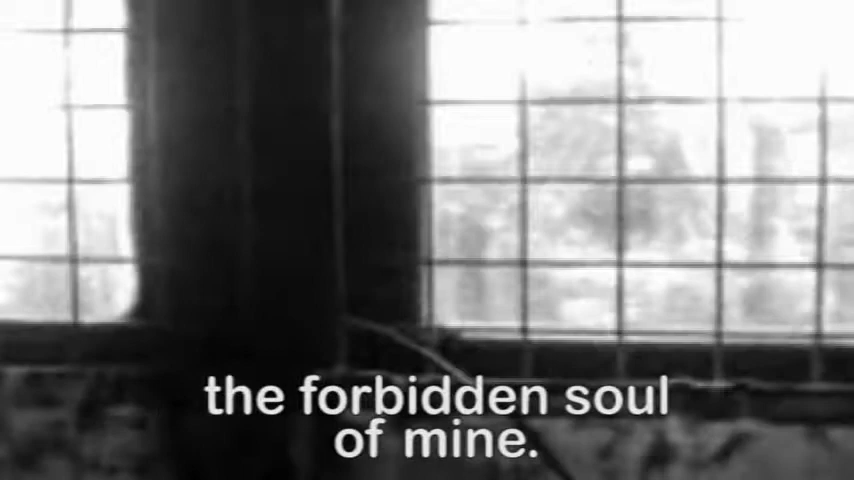 the forbidden soul
of mine.